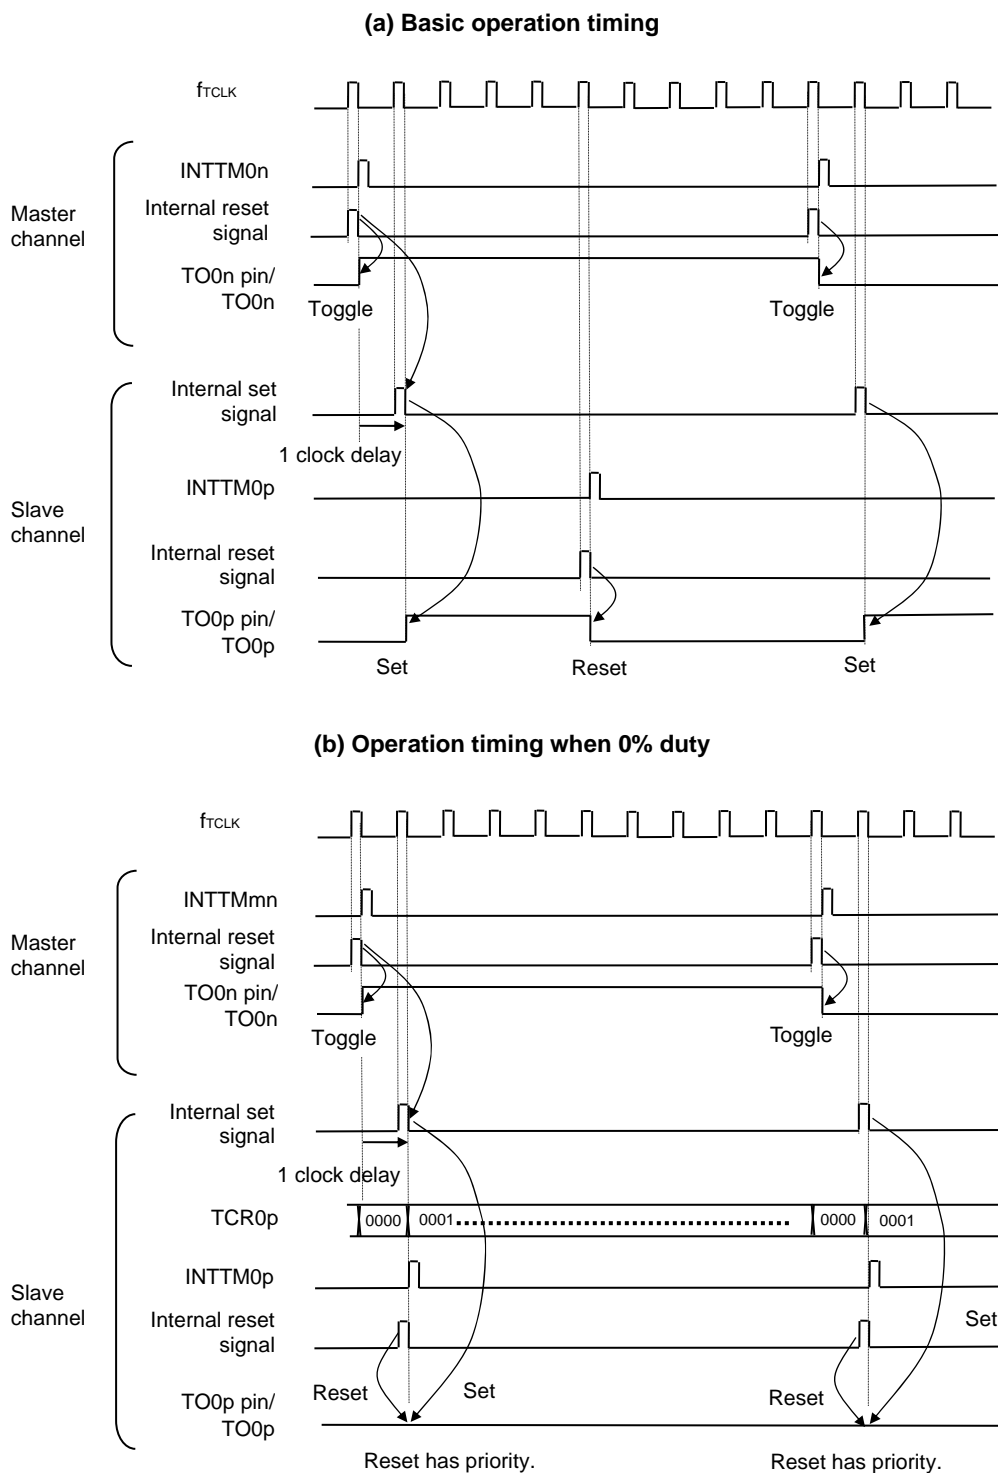 (a) Basic operation timing
fTCLK
INTTM0n
Master
channel
Internal reset
signal
TO0n pin/
TO0n
Toggle
Toggle
Internal set
signal
1 clock delay
INTTM0p
Slave
channel
Internal reset
signal
TO0p pin/
TO0p
Set
Reset
Set
(b) Operation timing when 0% duty
fTCLK
INTTMmn
Master
channel
Internal reset
signal
TO0n pin/
TO0n
Toggle
Toggle
Internal set
signal
1 clock delay
TCR0p
0000
0001
0000
0001
INTTM0p
Slave
channel
Internal reset
signal
Set
Reset
Set
Reset
TO0p pin/
TO0p
Reset has priority.
Reset has priority.